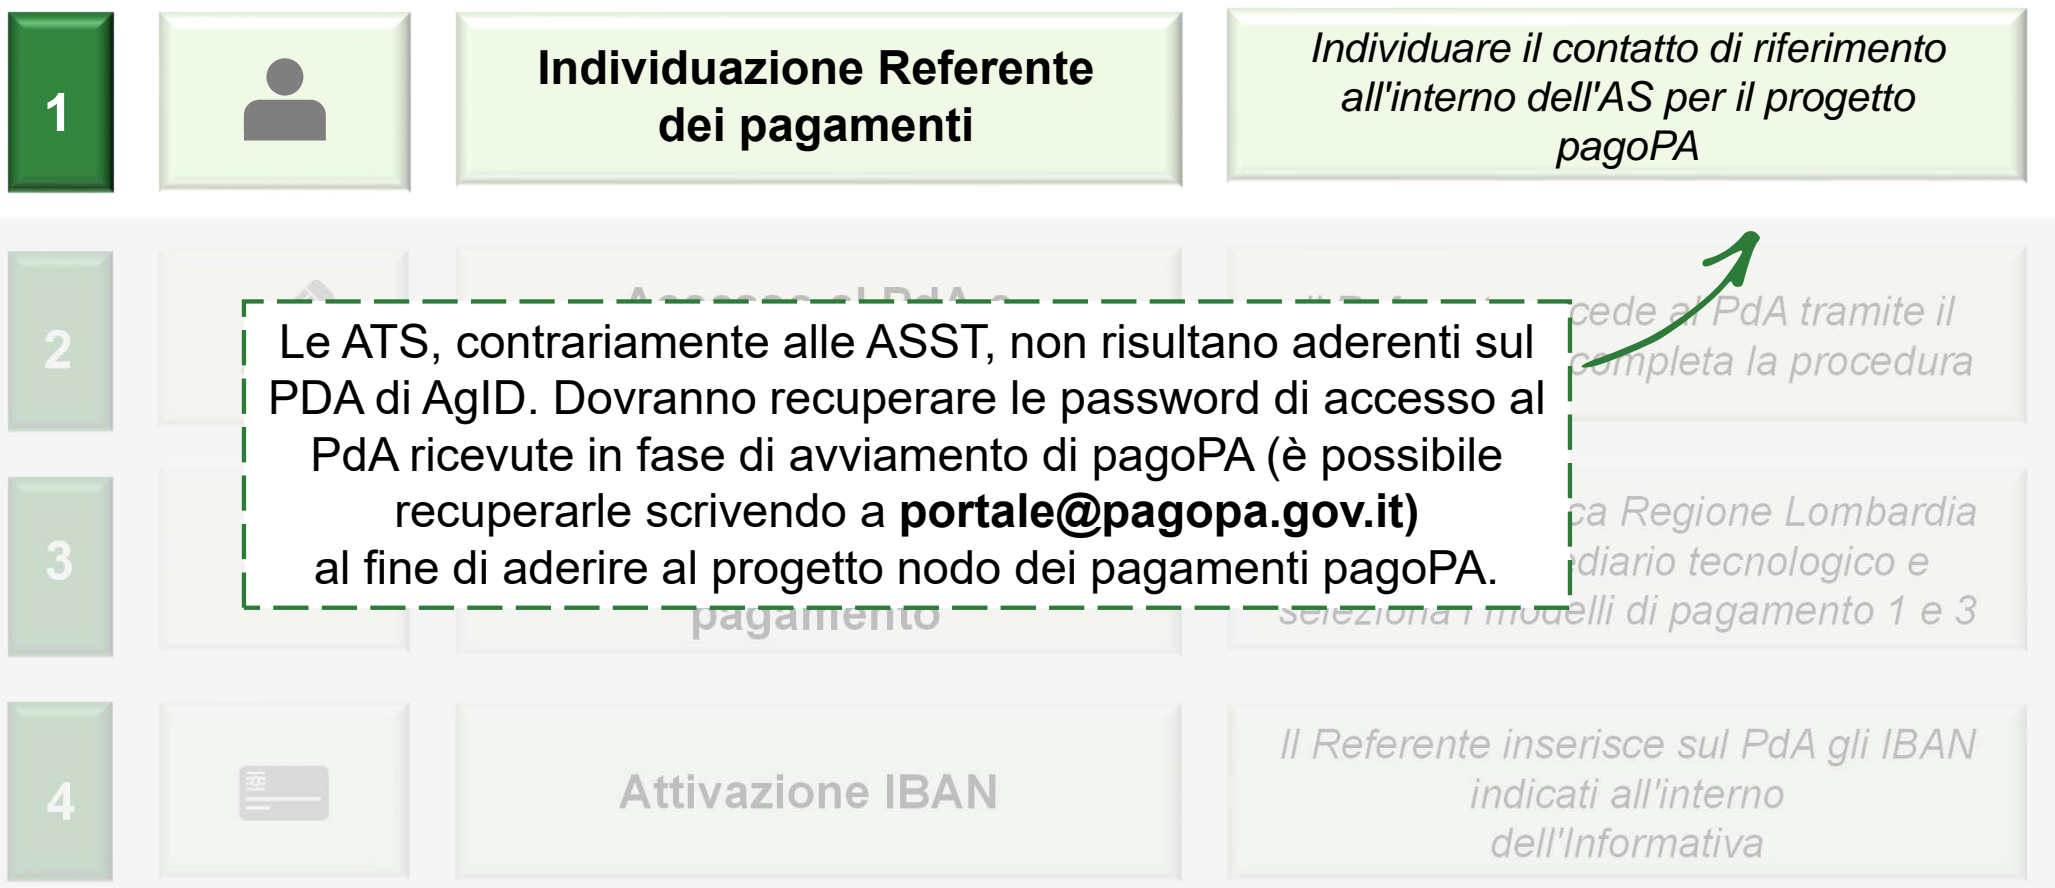 1
Individuazione Referente
dei pagamenti
Individuare il contatto di riferimento
all'interno dell'AS per il progetto
pagoPA
2
cede al PdA tramite il
completa la procedura
Le ATS, contrariamente alle ASST, non risultano aderenti sul
PDA di AgID. Dovranno recuperare le password di accesso al
PdA ricevute in fase di avviamento di pagoPA (è possibile
recuperarle scrivendo a portale@pagopa.gov.it)
al fine di aderire al progetto nodo dei pagamenti pagoPA.
3
pagamento
ca Regione Lombardia
ediario tecnologico e
seleziona i modelli di pagamento 1 e 3
4
Attivazione IBAN
Il Referente inserisce sul PdA gli IBAN
indicati all'interno
dell'Informativa